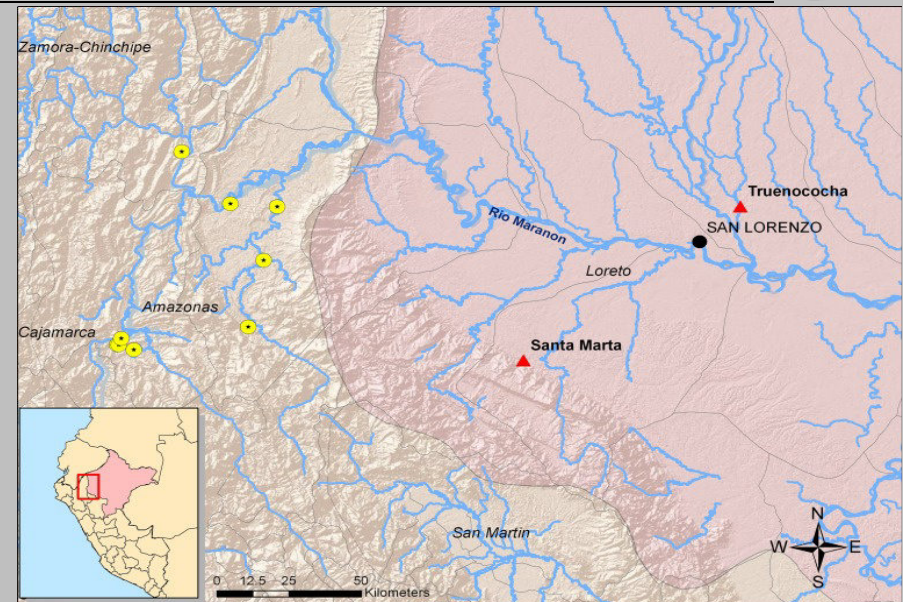 Zamora-Chinchipe
Truenococha
SAN LORENZO
Rio Maranon
Loreto
Amazonas
Cajamarca
Santa Marta
San Martin
N
W E
S
0 12.5 25 50
Kilometers